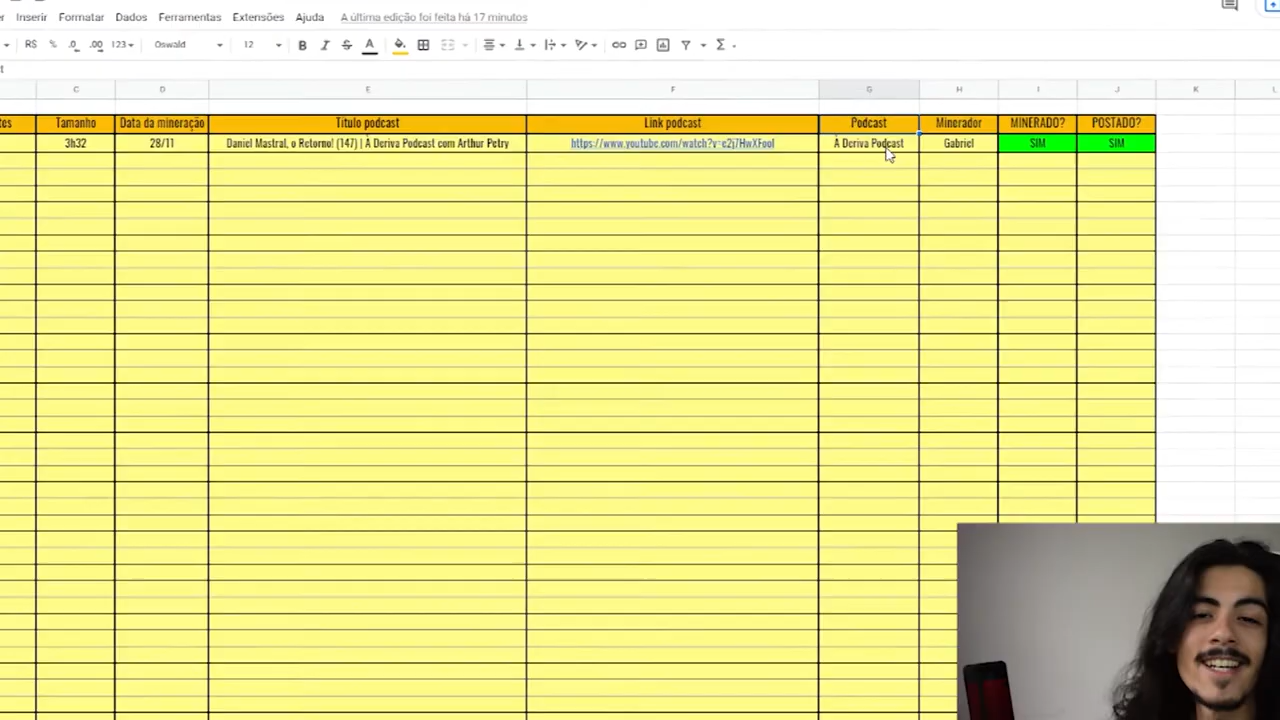 Inserir Formatar Dados Ferramentas Extensões Ajuda A última edição foi feita há 17 minutos
R$ % .0 .00 123 Oswald 12 B I S A Σ
C D E F G H I J K L
Tamanho Data da mineração Título podcast Link podcast Podcast Minerador MINERADO? POSTADO?
3h32 28/11 Daniel Mastral, o Retorno! (147) | À Deriva Podcast com Arthur Petry À Deriva Podcast Gabriel SIM SIM